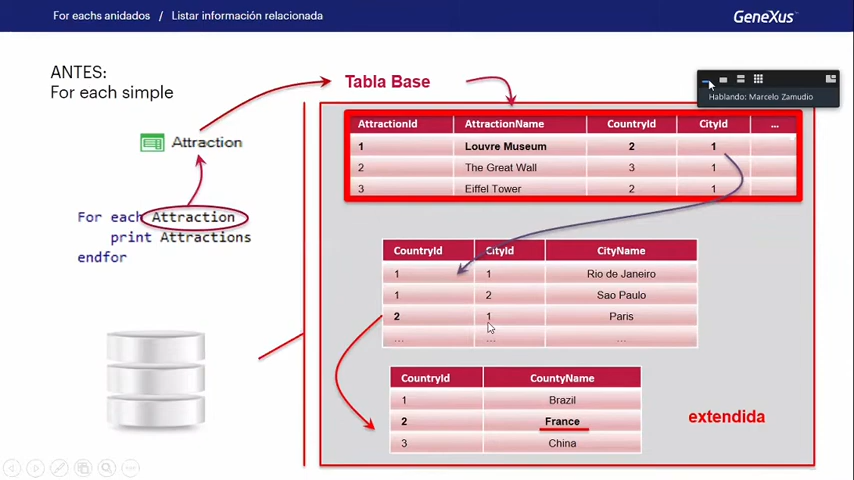 For eachs anidados / Listar información relacionada
GeneXus
ANTES:
For each simple
Tabla Base
Hablando: Marcelo Zamudio
Attraction
For each Attraction
print Attractions
endfor
AttractionId AttractionName CountryId CityId ...
1 Louvre Museum 2 1
2 The Great Wall 3 1
3 Eiffel Tower 2 1
CountryId CityId CityName
1 1 Rio de Janeiro
1 2 Sao Paulo
2 1 Paris
... ... ...
CountryId CountyName
1 Brazil
2 France
3 China
extendida